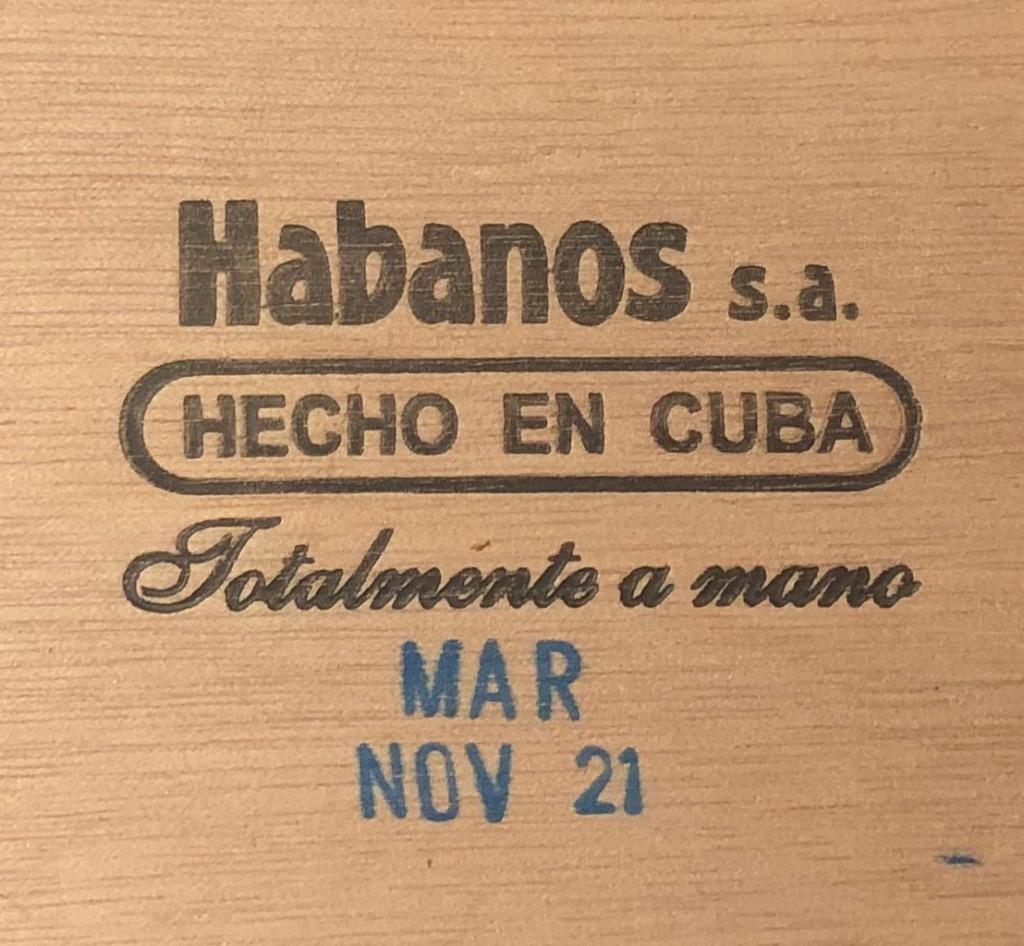 Habanos s.a.
HECHO EN CUBA
Totalmente a mano
MAR
NOV 21